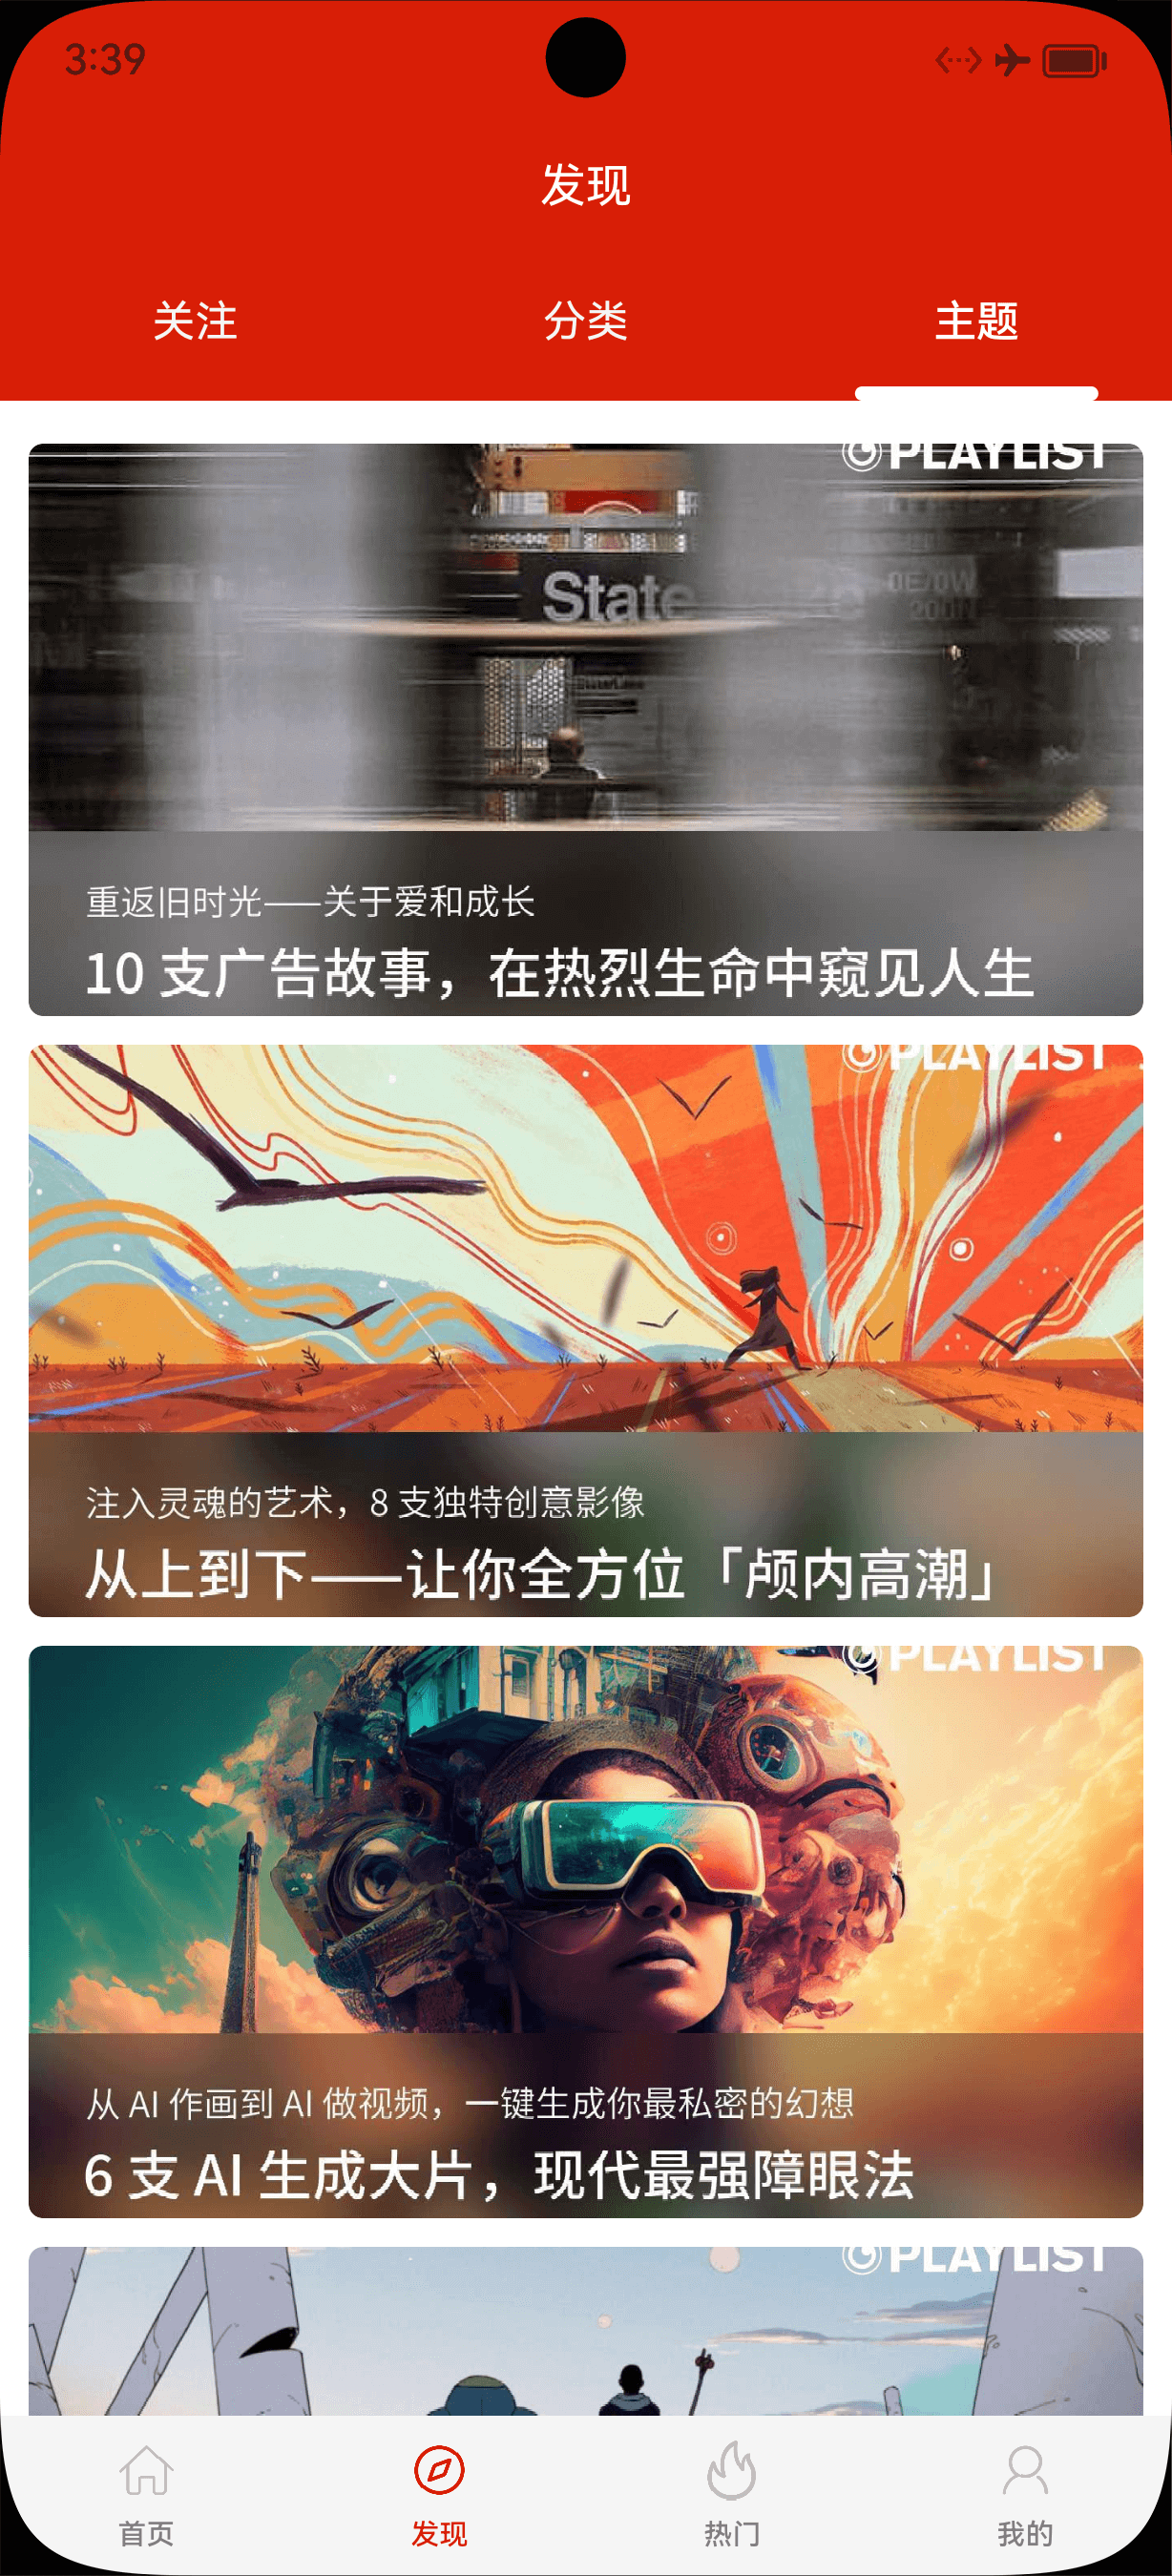 3:39
发现
关注
分类
主题
PLAYLIST
State
重返旧时光——关于爱和成长
10 支广告故事，在热烈生命中窥见人生
PLAYLIST
注入灵魂的艺术，8 支独特创意影像
从上到下——让你全方位「颅内高潮」
PLAYLIST
从 AI 作画到 AI 做视频，一键生成你最私密的幻想
6 支 AI 生成大片，现代最强障眼法
PLAYLIST
首页
发现
热门
我的